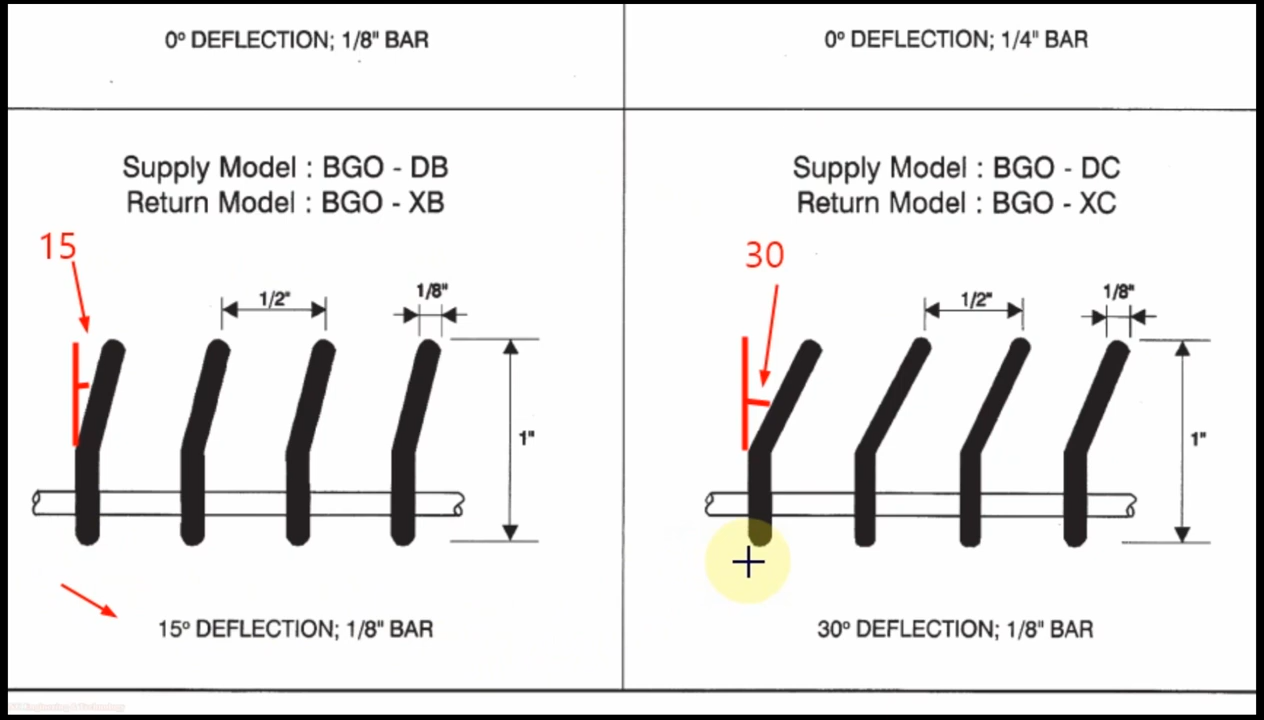 0º DEFLECTION; 1/8" BAR
0º DEFLECTION; 1/4" BAR
Supply Model : BGO - DB
Return Model : BGO - XB
15
1/2"
1/8"
1"
15º DEFLECTION; 1/8" BAR
Supply Model : BGO - DC
Return Model : BGO - XC
30
1/2"
1/8"
1"
30º DEFLECTION; 1/8" BAR